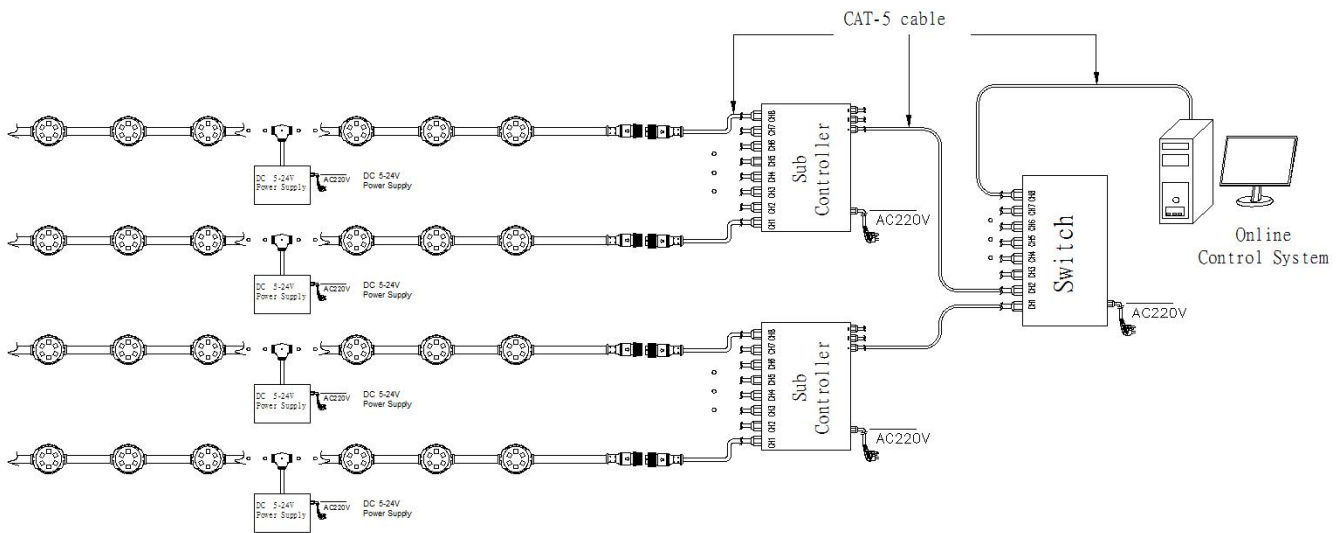 CAT-5 cable
CH8
CH7
CH6
CH5
CH4
CH3
CH2
CH1
Sub
Controller
AC220V
DC 5-24V
Power Supply
AC220V
DC 5-24V
Power Supply
DC 5-24V
Power Supply
AC220V
DC 5-24V
Power Supply
CH8
CH7
CH6
CH5
CH4
CH3
CH2
CH1
Switch
AC220V
Online
Control System
CH8
CH7
CH6
CH5
CH4
CH3
CH2
CH1
Sub
Controller
AC220V
DC 5-24V
Power Supply
AC220V
DC 5-24V
Power Supply
DC 5-24V
Power Supply
AC220V
DC 5-24V
Power Supply